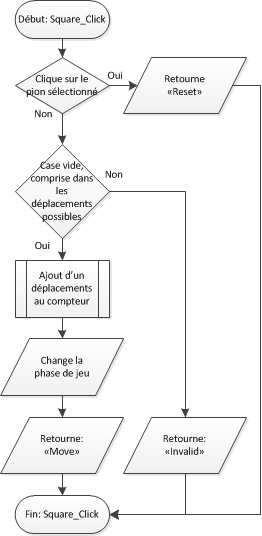 Début: Square_Click
Clique sur le
pion sélectionné
Oui
Retourne
«Reset»
Non
Case vide,
comprise dans
les
déplacements
possibles
Non
Oui
Ajout d'un
déplacements
au compteur
Change la
phase de jeu
Retourne:
«Move»
Retourne:
«Invalid»
Fin: Square_Click